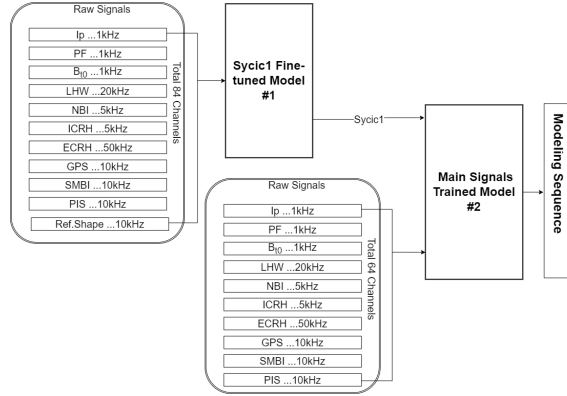 Raw Signals
Ip ...1kHz
PF ...1kHz
Bt0 ...1kHz
LHW ...20kHz
NBI ...5kHz
ICRH ...5kHz
ECRH ...50kHz
GPS ...10kHz
SMBI ...10kHz
PIS ...10kHz
Ref.Shape ...10kHz
Total 84 Channels
Sycic1 Fine-
tuned Model
#1
Sycic1
Raw Signals
Ip ...1kHz
PF ...1kHz
Bt0 ...1kHz
LHW ...20kHz
NBI ...5kHz
ICRH ...5kHz
ECRH ...50kHz
GPS ...10kHz
SMBI ...10kHz
PIS ...10kHz
Total 64 Channels
Main Signals
Trained Model
#2
Modeling Sequence